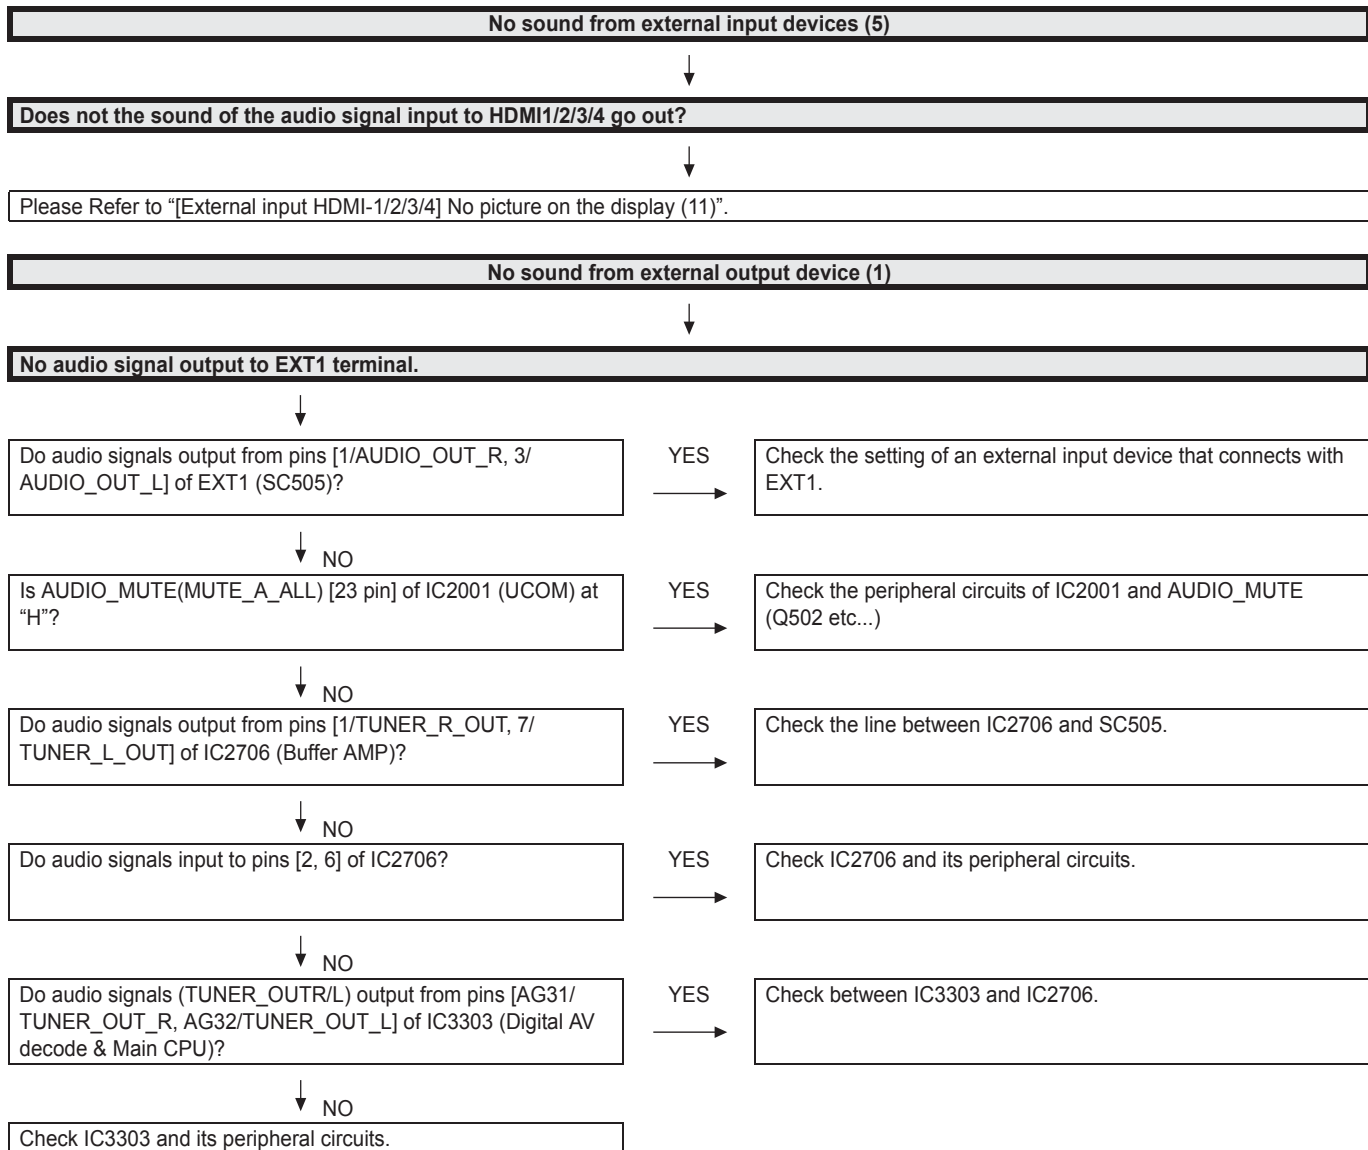 No sound from external input devices (5)
Does not the sound of the audio signal input to HDMI1/2/3/4 go out?
Please Refer to “[External input HDMI-1/2/3/4] No picture on the display (11)”.
No sound from external output device (1)
No audio signal output to EXT1 terminal.
Do audio signals output from pins [1/AUDIO_OUT_R, 3/
AUDIO_OUT_L] of EXT1 (SC505)?
YES
Check the setting of an external input device that connects with
EXT1.
NO
Is AUDIO_MUTE(MUTE_A_ALL) [23 pin] of IC2001 (UCOM) at
“H”?
YES
Check the peripheral circuits of IC2001 and AUDIO_MUTE
(Q502 etc...)
NO
Do audio signals output from pins [1/TUNER_R_OUT, 7/
TUNER_L_OUT] of IC2706 (Buffer AMP)?
YES
Check the line between IC2706 and SC505.
NO
Do audio signals input to pins [2, 6] of IC2706?
YES
Check IC2706 and its peripheral circuits.
NO
Do audio signals (TUNER_OUTR/L) output from pins [AG31/
TUNER_OUT_R, AG32/TUNER_OUT_L] of IC3303 (Digital AV
decode & Main CPU)?
YES
Check between IC3303 and IC2706.
NO
Check IC3303 and its peripheral circuits.